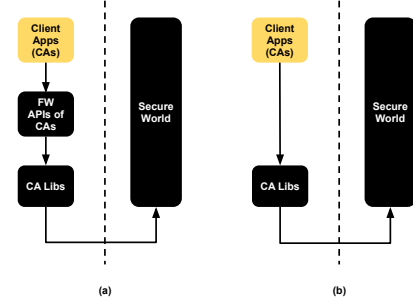 Client
Apps
(CAs)
FW
APIs of
CAs
CA Libs
Secure
World
(a)
Client
Apps
(CAs)
CA Libs
Secure
World
(b)